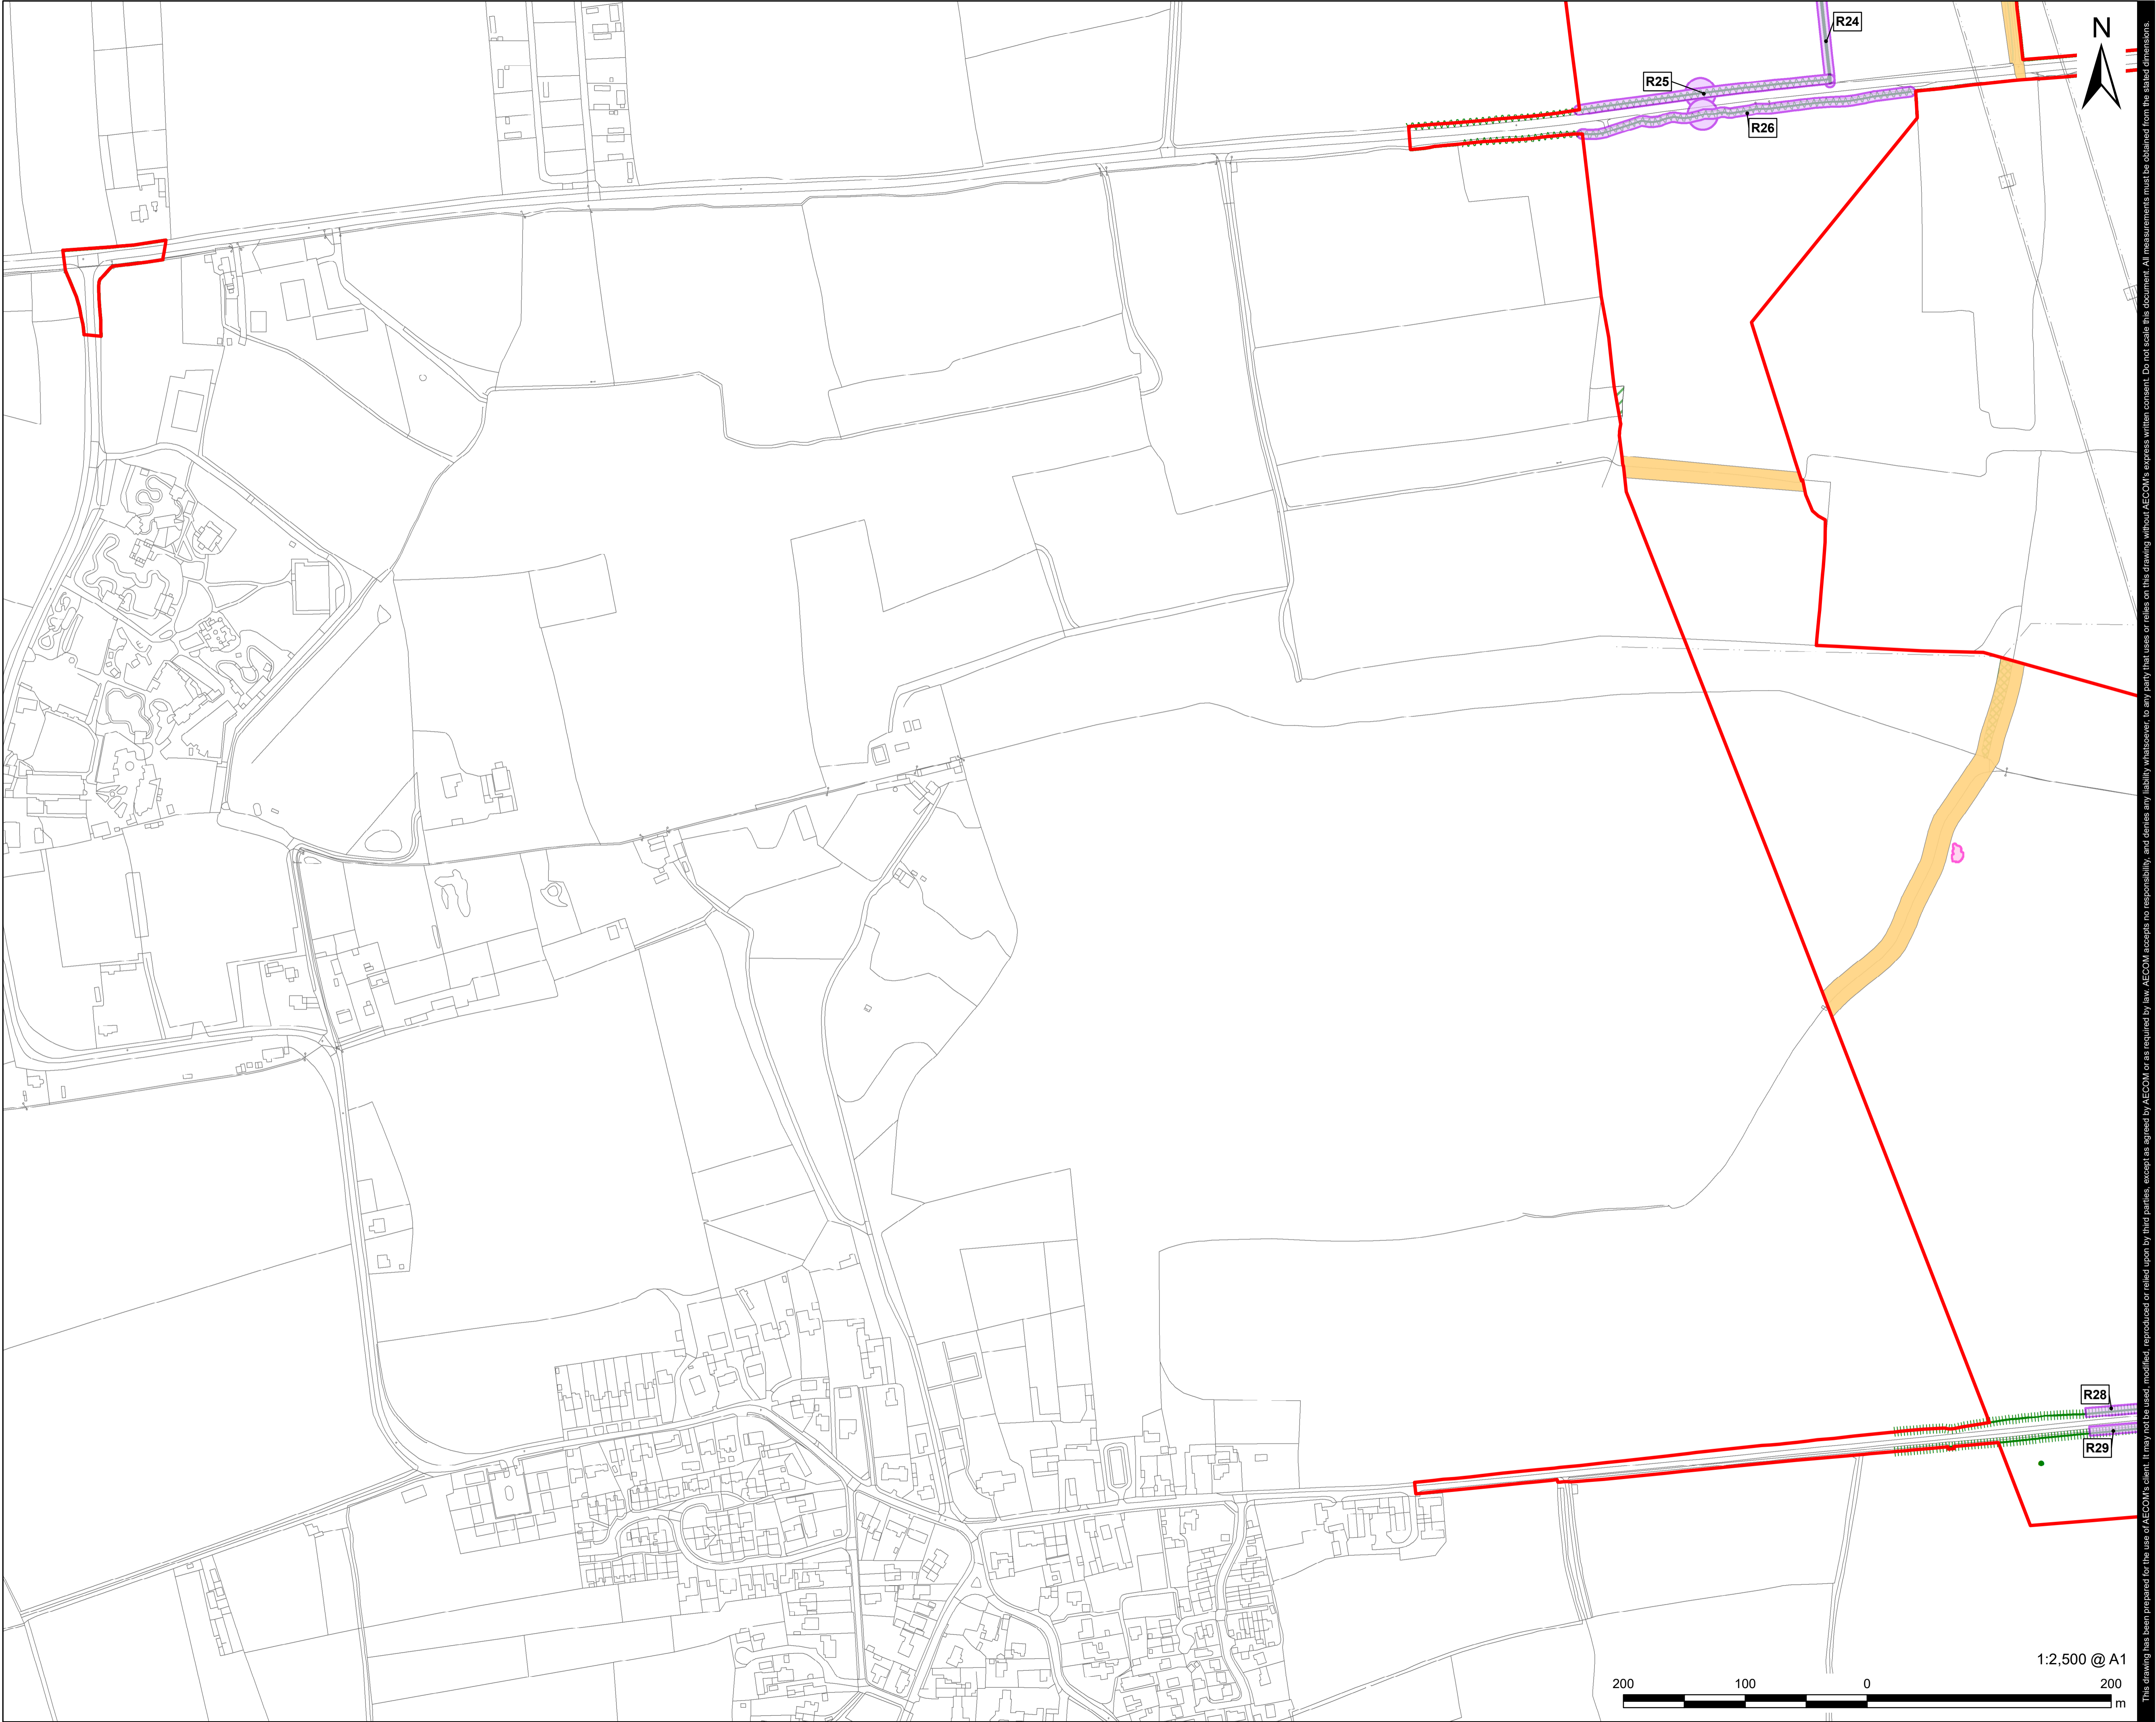 R24
N
R25
R26
R28
R29
1:2,500 @ A1
200 100 0 200
m
This drawing has been prepared for the use of AECOM's client. It may not be used, modified, reproduced or relied upon by third parties, except as agreed by AECOM or as required by law. AECOM accepts no responsibility, and denies any liability whatsoever, to any party that uses or relies on this drawing without AECOM's express written consent. Do not scale this document. All measurements must be obtained from the stated dimensions.